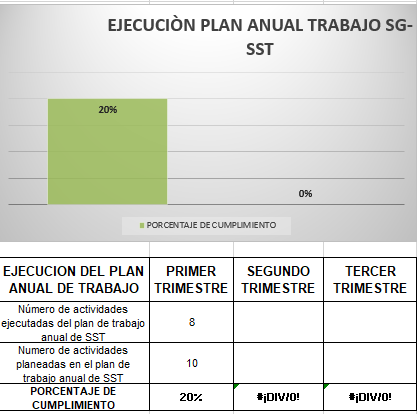 EJECUCIÒN PLAN ANUAL TRABAJO SG-
SST
20%
0%
PORCENTAJE DE CUMPLIMIENTO
EJECUCION DEL PLAN ANUAL DE TRABAJO
PRIMER TRIMESTRE
SEGUNDO TRIMESTRE
TERCER TRIMESTRE
Número de actividades
ejecutadas del plan de trabajo
anual de SST
8
Numero de actividades
planeadas en el plan de
trabajo anual de SST
10
PORCENTAJE DE
CUMPLIMIENTO
20%
#¡DIV/0!
#¡DIV/0!